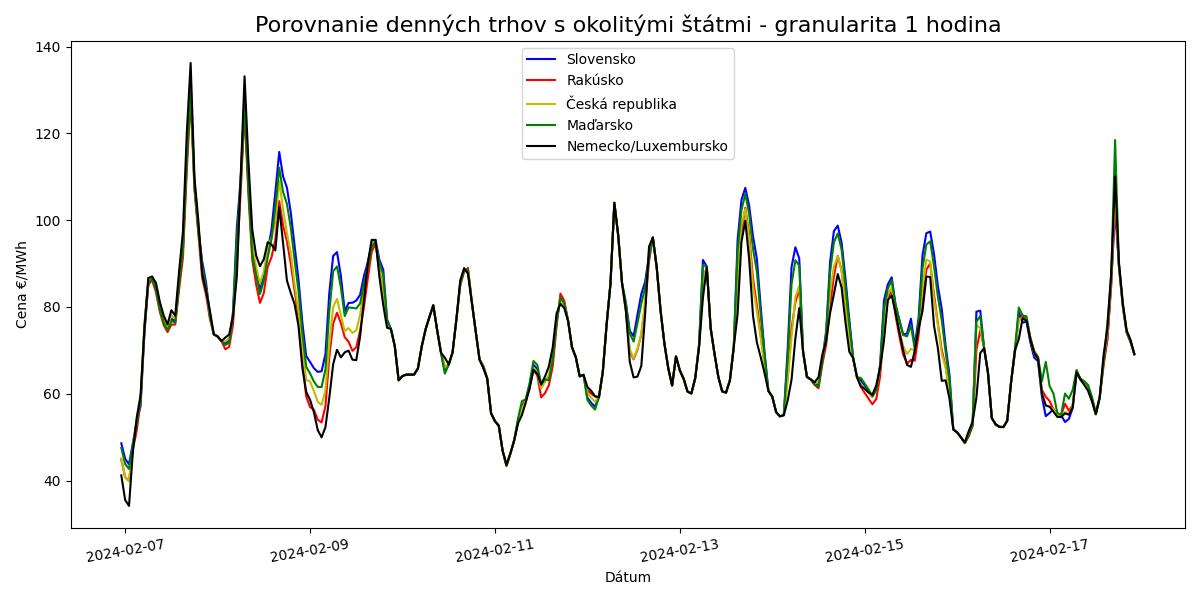 Porovnanie denných trhov s okolitými štátmi - granularita 1 hodina
Slovensko
Rakúsko
Česká republika
Maďarsko
Nemecko/Luxembursko
Cena €/MWh
140
120
100
80
60
40
2024-02-07
2024-02-09
2024-02-11
2024-02-13
2024-02-15
2024-02-17
Dátum